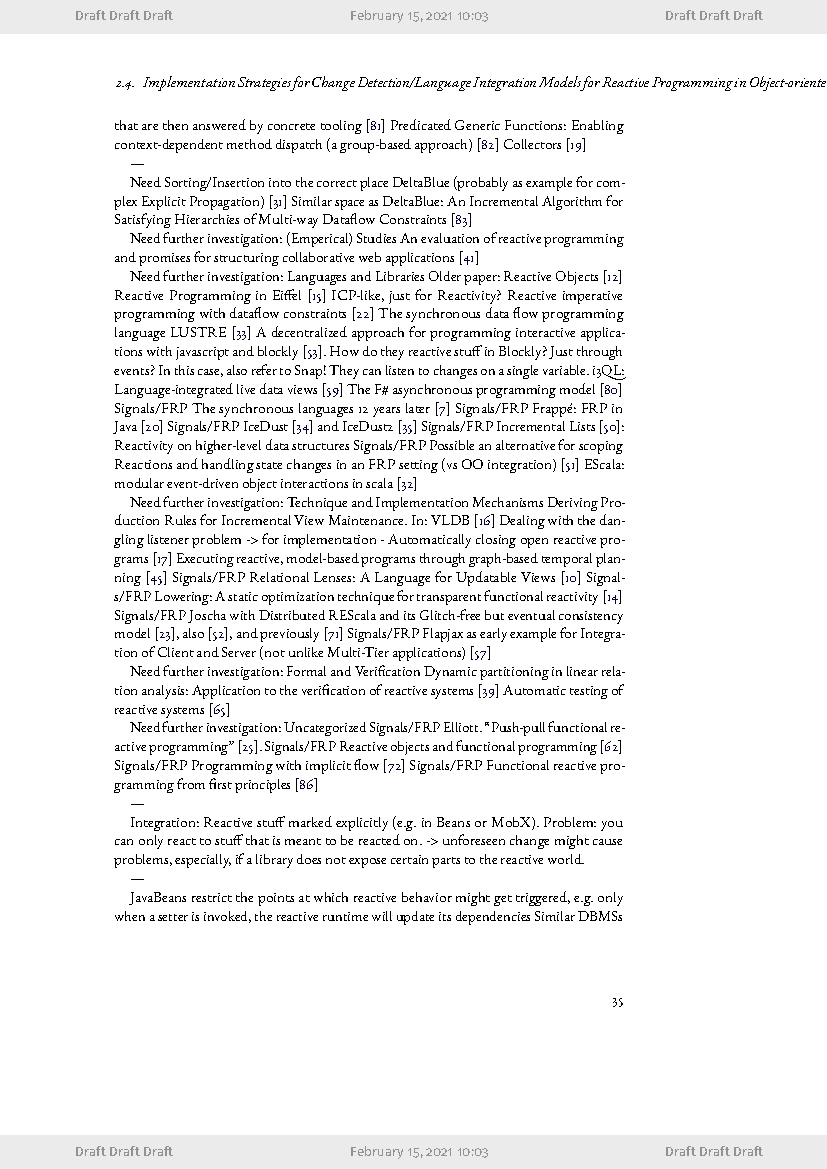 Draft Draft Draft February 15, 2021 10:03 Draft Draft Draft
2.4. Implementation Strategies for Change Detection/Language Integration Models for Reactive Programming in Object-oriente
that are then answered by concrete tooling [81] Predicated Generic Functions: Enabling
context-dependent method dispatch (a group-based approach) [82] Collectors [19]
—
Need Sorting/Insertion into the correct place DeltaBlue (probably as example for com-
plex Explicit Propagation) [31] Similar space as DeltaBlue: An Incremental Algorithm for
Satisfying Hierarchies of Multi-way Dataflow Constraints [83]
Need further investigation: (Emperical) Studies An evaluation of reactive programming
and promises for structuring collaborative web applications [41]
Need further investigation: Languages and Libraries Older paper: Reactive Objects [12]
Reactive Programming in Eiffel [15] ICP-like, just for Reactivity? Reactive imperative
programming with dataflow constraints [22] The synchronous data flow programming
language LUSTRE [33] A decentralized approach for programming interactive applica-
tions with javascript and blockly [53]. How do they reactive stuff in Blockly? Just through
events? In this case, also refer to Snap! They can listen to changes on a single variable. i3QL:
Language-integrated live data views [59] The F# asynchronous programming model [80]
Signals/FRP The synchronous languages 12 years later [7] Signals/FRP Frappé: FRP in
Java [20] Signals/FRP IceDust [34] and IceDust2 [35] Signals/FRP Incremental Lists [50]:
Reactivity on higher-level data structures Signals/FRP Possible an alternative for scoping
Reactions and handling state changes in an FRP setting (vs OO integration) [51] EScala:
modular event-driven object interactions in scala [32]
Need further investigation: Technique and Implementation Mechanisms Deriving Pro-
duction Rules for Incremental View Maintenance. In: VLDB [16] Dealing with the dan-
gling listener problem -> for implementation - Automatically closing open reactive pro-
grams [17] Executing reactive, model-based programs through graph-based temporal plan-
ning [45] Signals/FRP Relational Lenses: A Language for Updatable Views [10] Signal-
s/FRP Lowering: A static optimization technique for transparent functional reactivity [14]
Signals/FRP Joscha with Distributed REScala and its Glitch-free but eventual consistency
model [23], also [52], and previously [71] Signals/FRP Flapjax as early example for Integra-
tion of Client and Server (not unlike Multi-Tier applications) [57]
Need further investigation: Formal and Verification Dynamic partitioning in linear rela-
tion analysis: Application to the verification of reactive systems [39] Automatic testing of
reactive systems [65]
Need further investigation: Uncategorized Signals/FRP Elliott. "Push-pull functional re-
active programming” [25]. Signals/FRP Reactive objects and functional programming [62]
Signals/FRP Programming with implicit flow [72] Signals/FRP Functional reactive pro-
gramming from first principles [86]
—
Integration: Reactive stuff marked explicitly (e.g. in Beans or MobX). Problem: you
can only react to stuff that is meant to be reacted on. -> unforeseen change might cause
problems, especially, if a library does not expose certain parts to the reactive world.
—
JavaBeans restrict the points at which reactive behavior might get triggered, e.g. only
when a setter is invoked, the reactive runtime will update its dependencies Similar DBMSs
35
Draft Draft Draft February 15, 2021 10:03 Draft Draft Draft